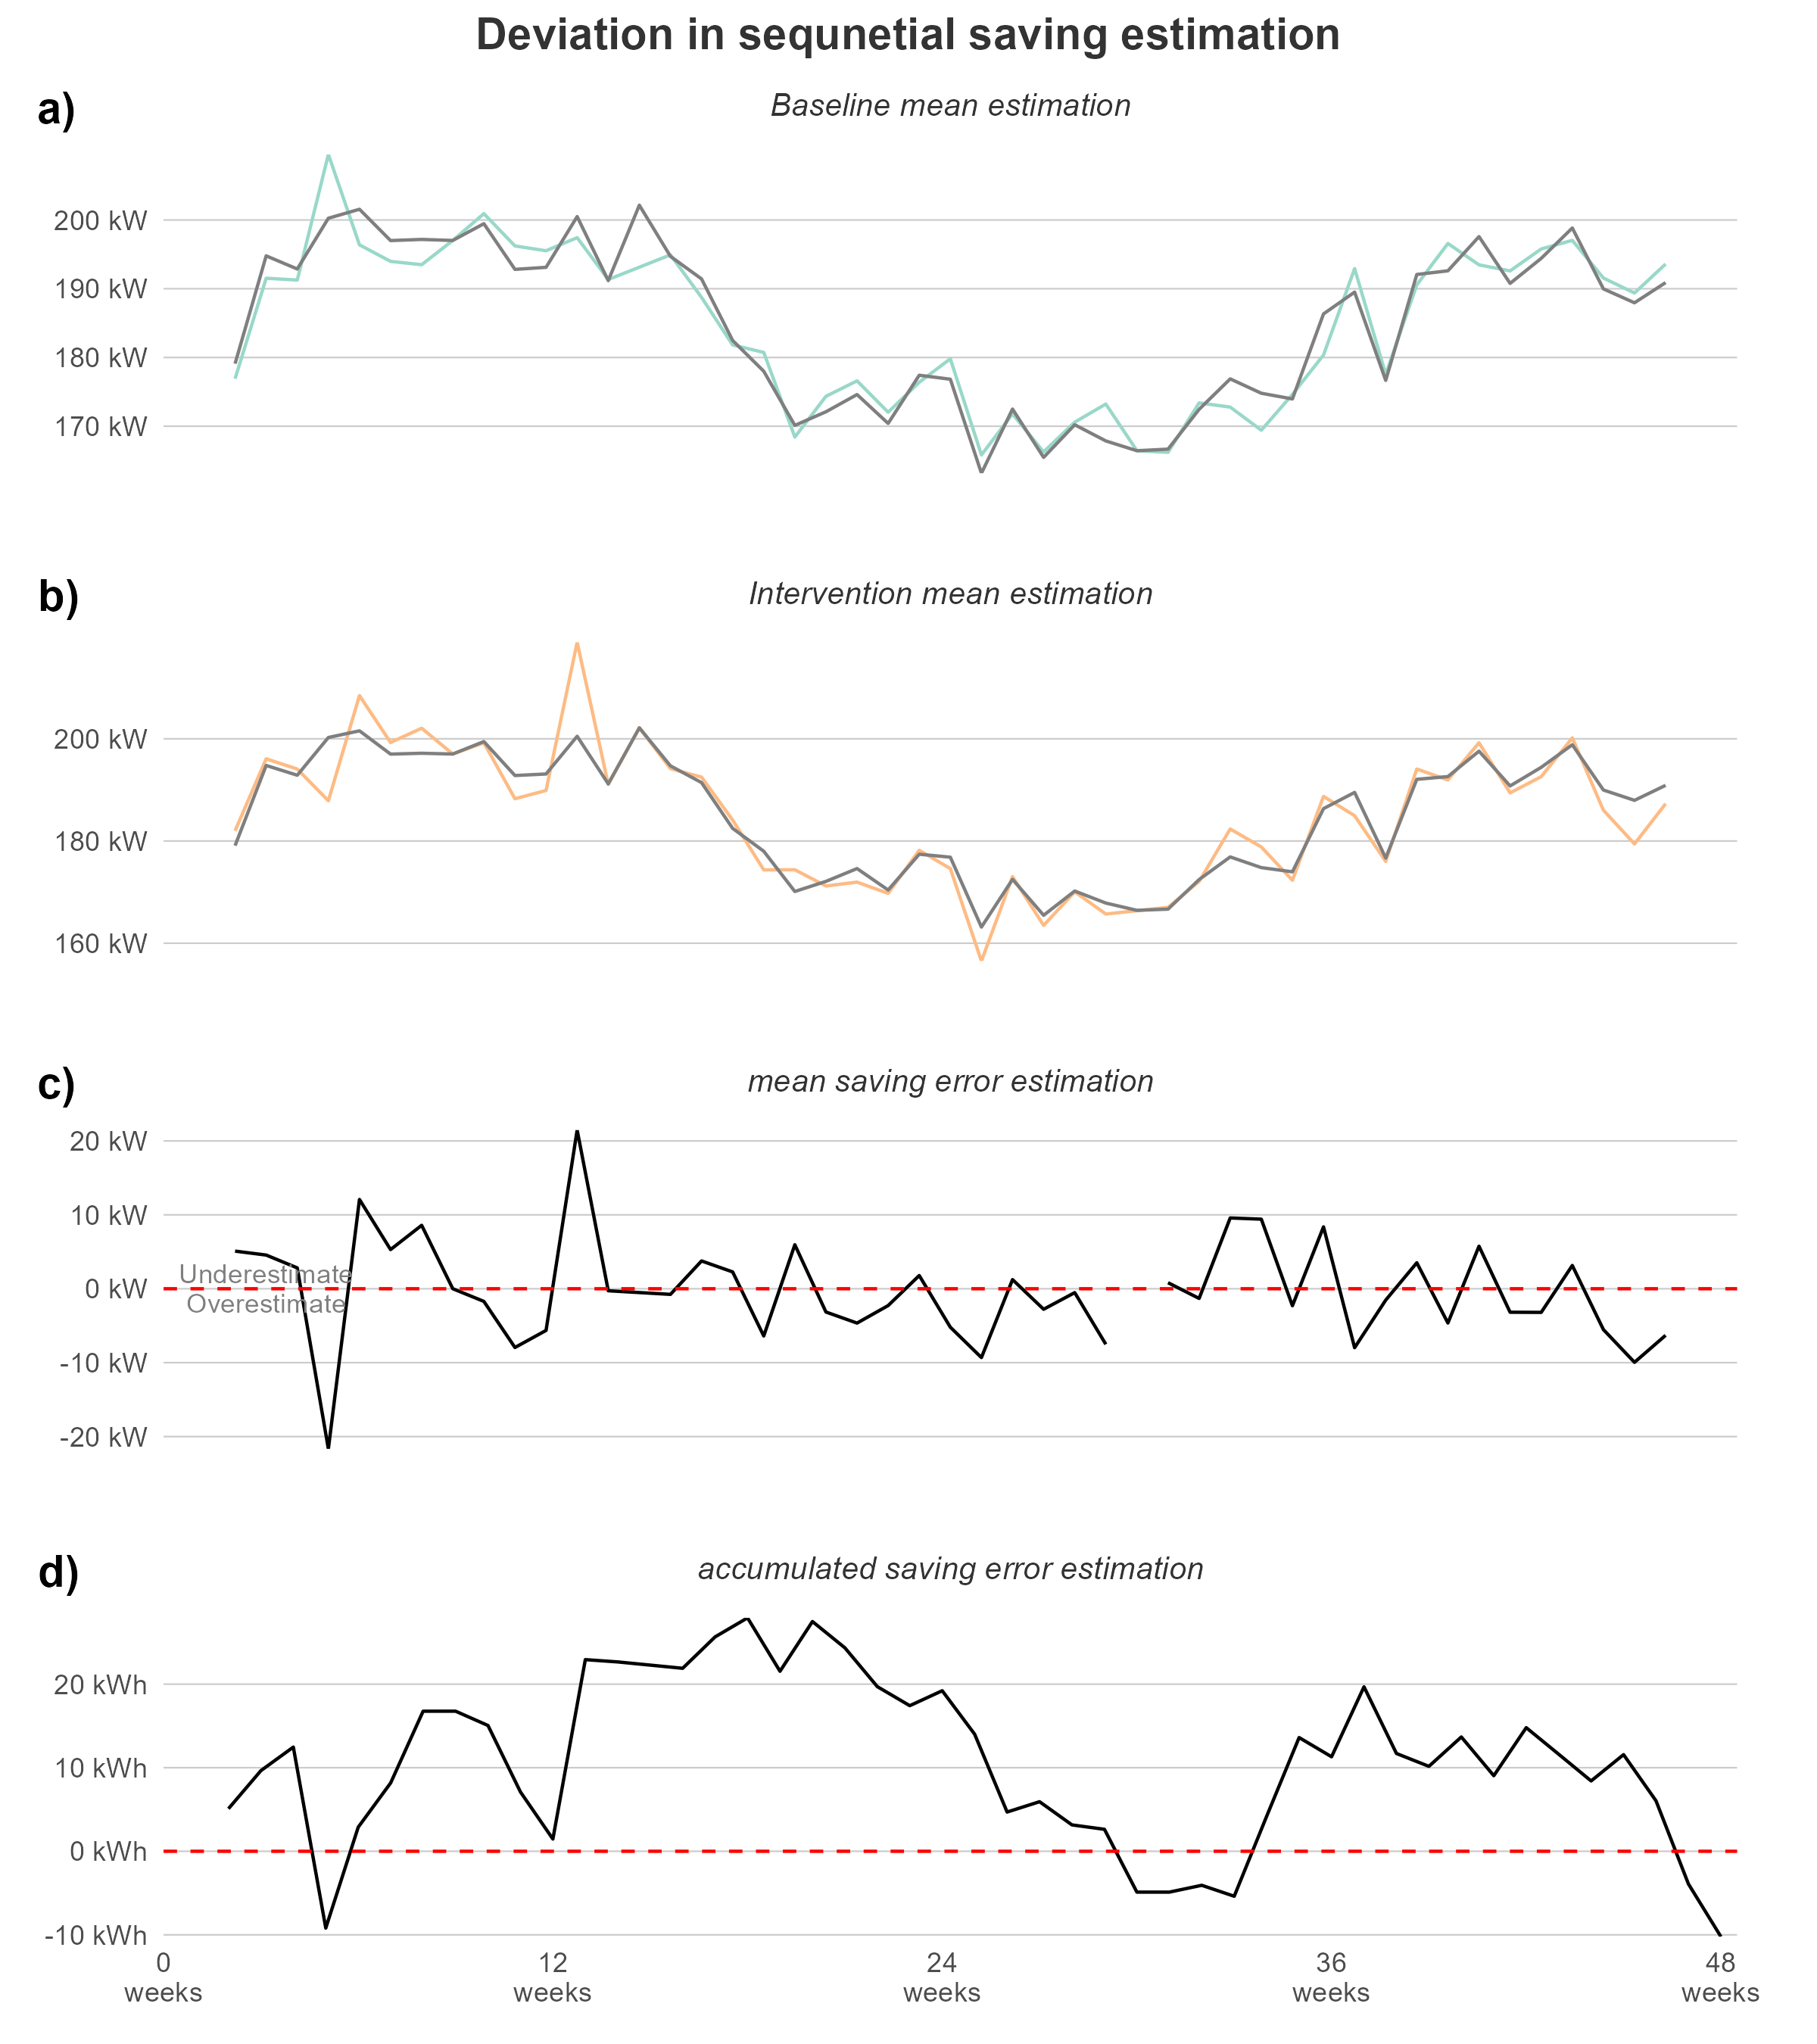 Deviation in sequnetial saving estimation
a)
Baseline mean estimation
200 kW
190 kW
180 kW
170 kW
b)
Intervention mean estimation
200 kW
180 kW
160 kW
c)
mean saving error estimation
20 kW
10 kW
Underestimate
0 kW
Overestimate
-10 kW
-20 kW
d)
accumulated saving error estimation
20 kWh
10 kWh
0 kWh
-10 kWh
0 12 24 36 48
weeks weeks weeks weeks weeks